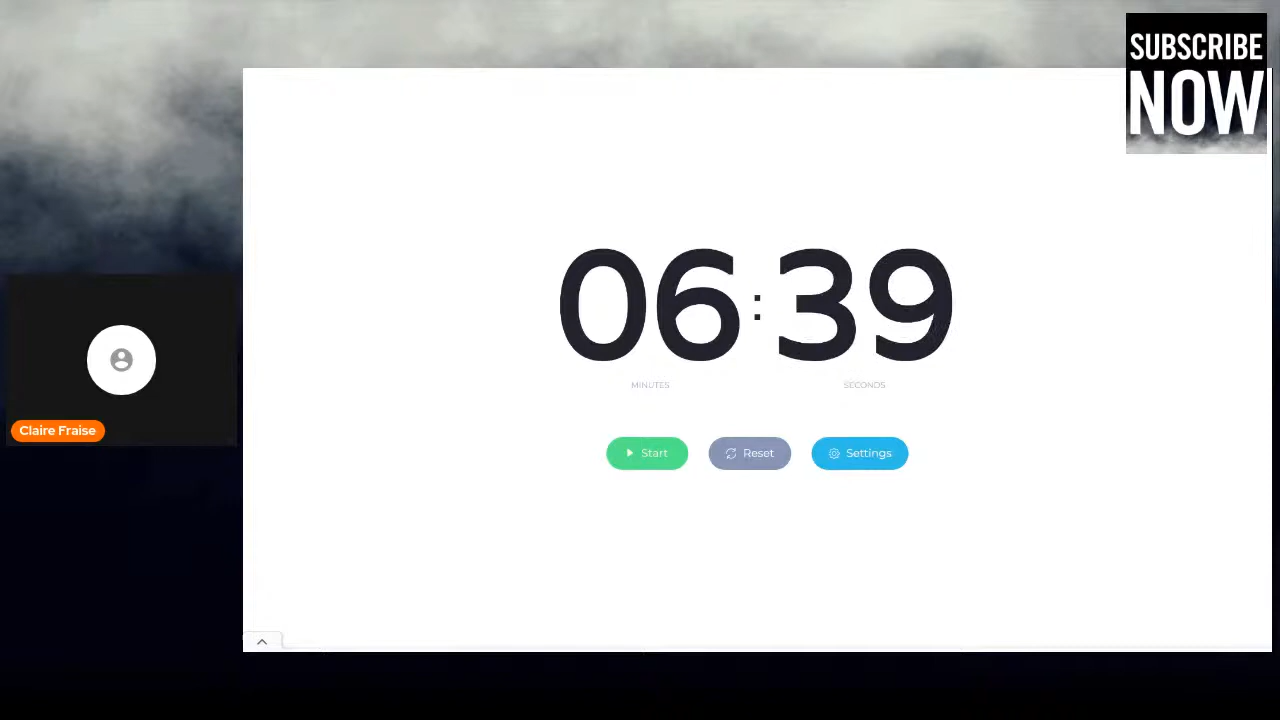 SUBSCRIBE
NOW
06:39
MINUTES SECONDS
Start Reset Settings
Claire Fraise